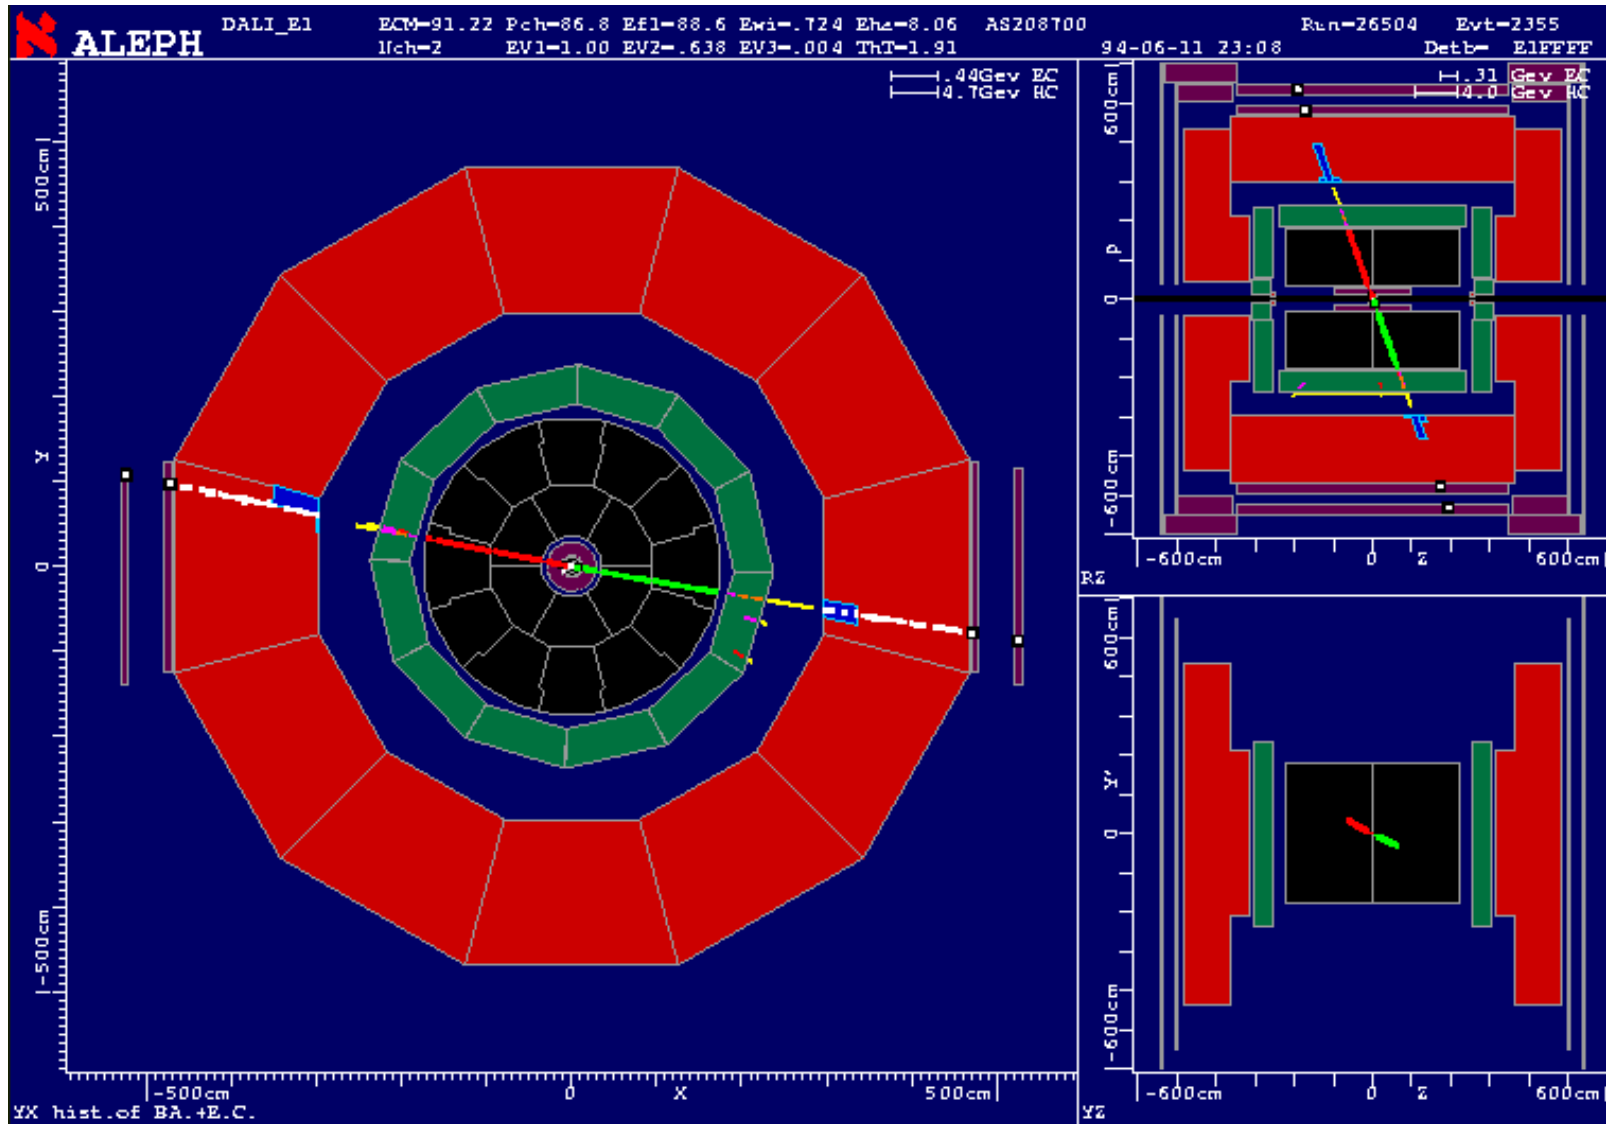 ALEPH DALI_E1 ECM=91.22 Pch=86.8 Efl=88.6 Ewi=.724 Eha=8.06 AS208700 Run=26504 Evt=2355
Nch=2 EV1=1.00 EV2=.638 EV3=.004 ThT=1.91 94-06-11 23:08 Detb= E1FFFF
.44Gev EC
4.7Gev HC
500cm
Y
0
-500cm
-500cm 0 X 500cm
YX hist.of BA.+E.C.
.31 Gev EC
4.0 Gev HC
600cm
ρ
0
-600cm
-600cm 0 Z 600cm
RZ
600cm
Y'
0
-600cm
-600cm 0 Z 600cm
YZ